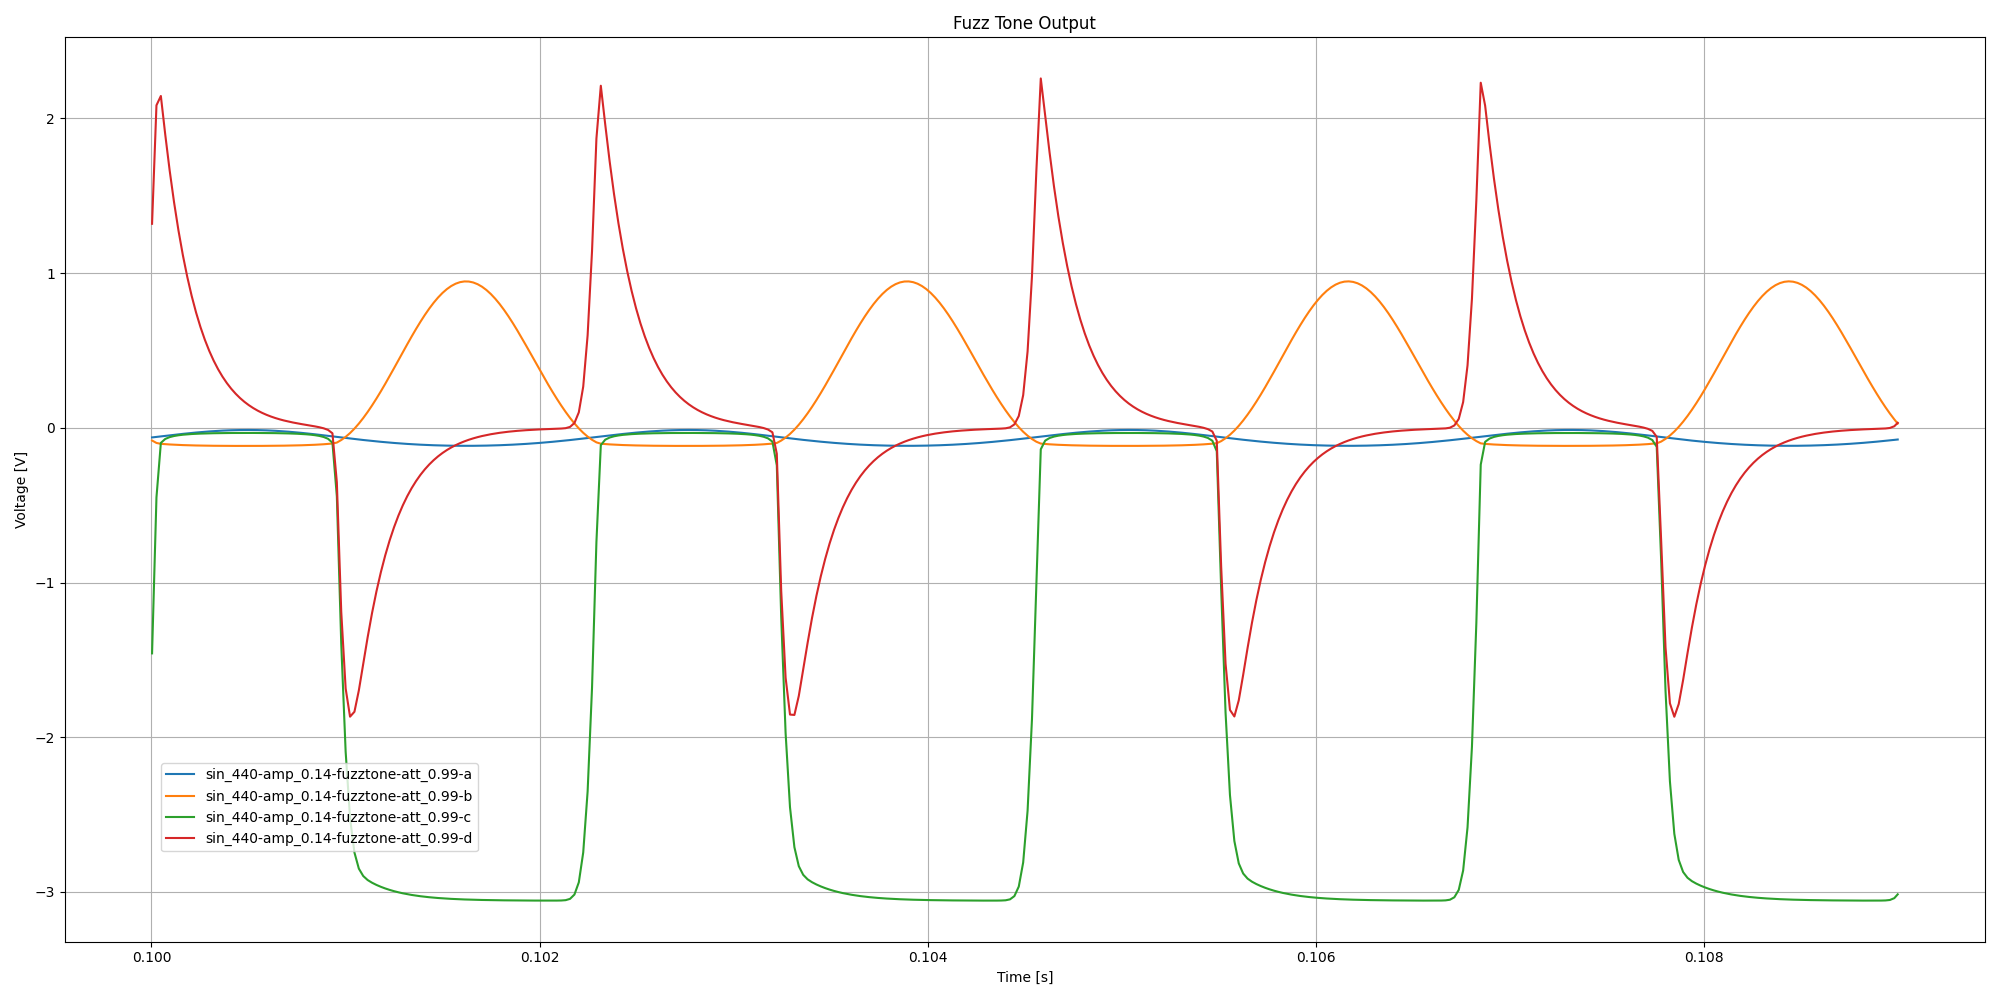 Fuzz Tone Output
2
1
0
−1
−2
−3
Voltage [V]
sin_440-amp_0.14-fuzztone-att_0.99-a
sin_440-amp_0.14-fuzztone-att_0.99-b
sin_440-amp_0.14-fuzztone-att_0.99-c
sin_440-amp_0.14-fuzztone-att_0.99-d
0.100 0.102 0.104 0.106 0.108
Time [s]